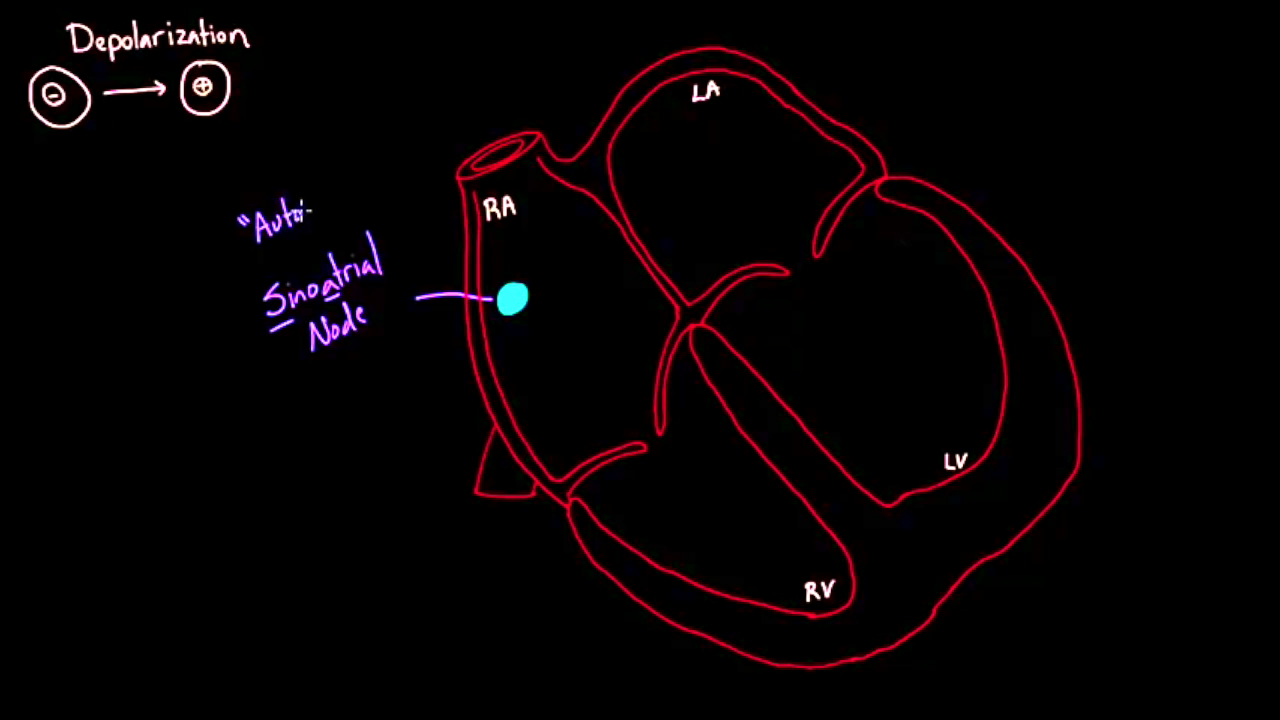 Depolarization
- → +
LA
RA
"Auto
Sinoatrial
Node
LV
RV